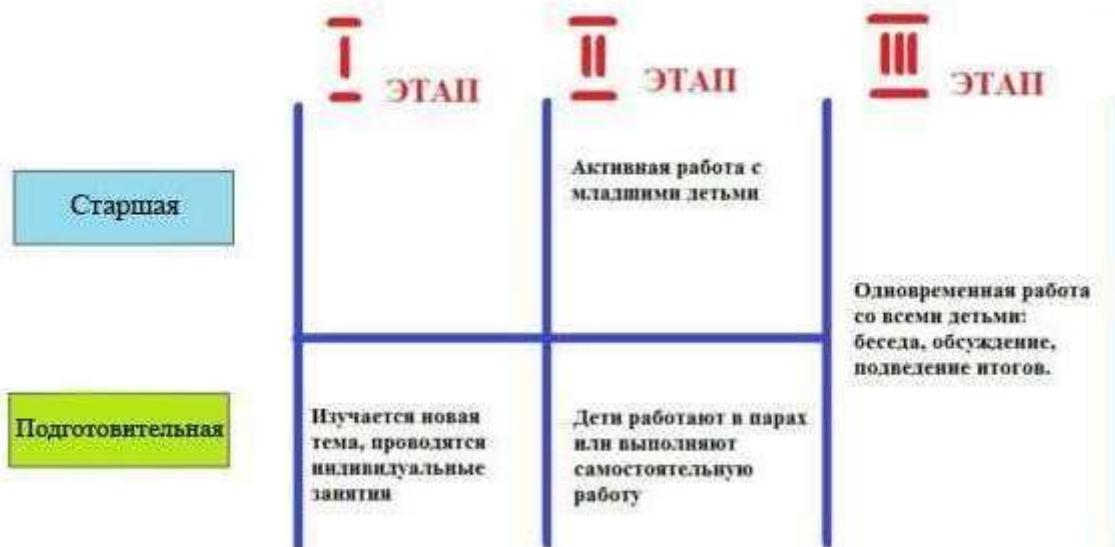 I ЭТАП
II ЭТАП
III ЭТАП
Старшая
Активная работа с
младшими детьми
Одновременная работа
со всеми детьми:
беседа, обсуждение,
подведение итогов.
Подготовительная
Изучается новая
тема, проводятся
индивидуальные
занятия
Дети работают в парах
или выполняют
самостоятельную
работу